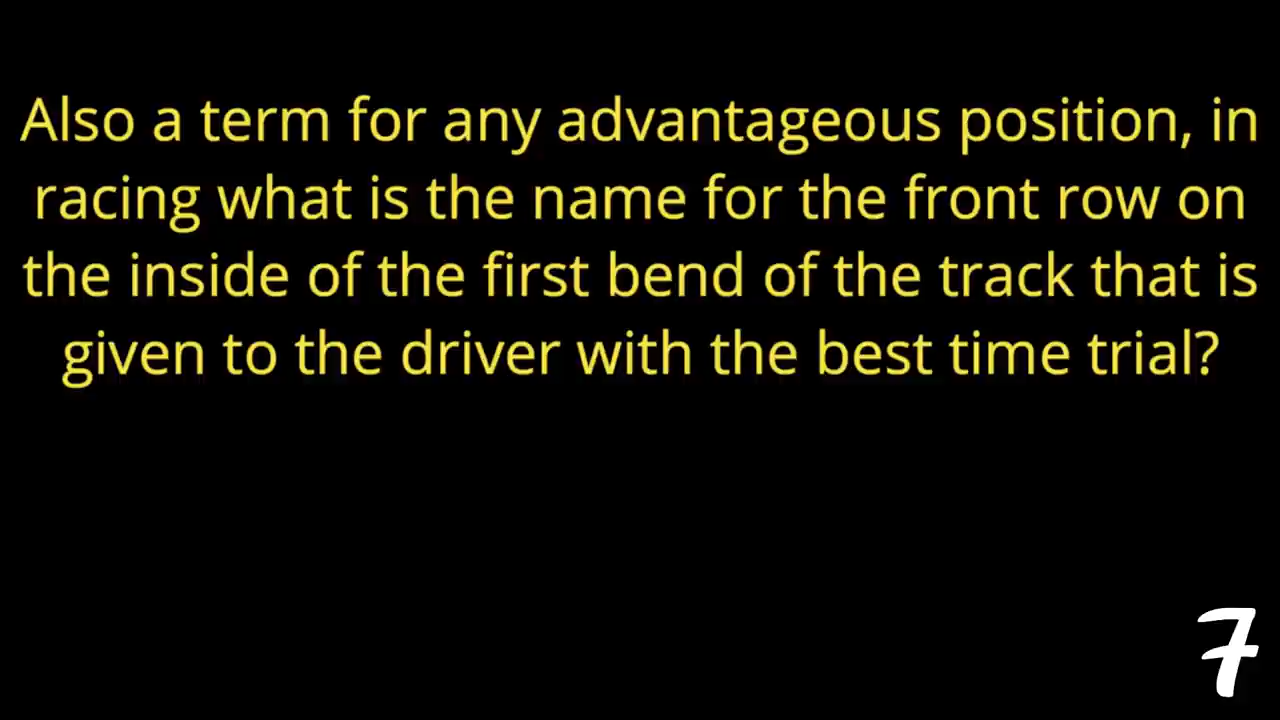 Also a term for any advantageous position, in
racing what is the name for the front row on
the inside of the first bend of the track that is
given to the driver with the best time trial?
7